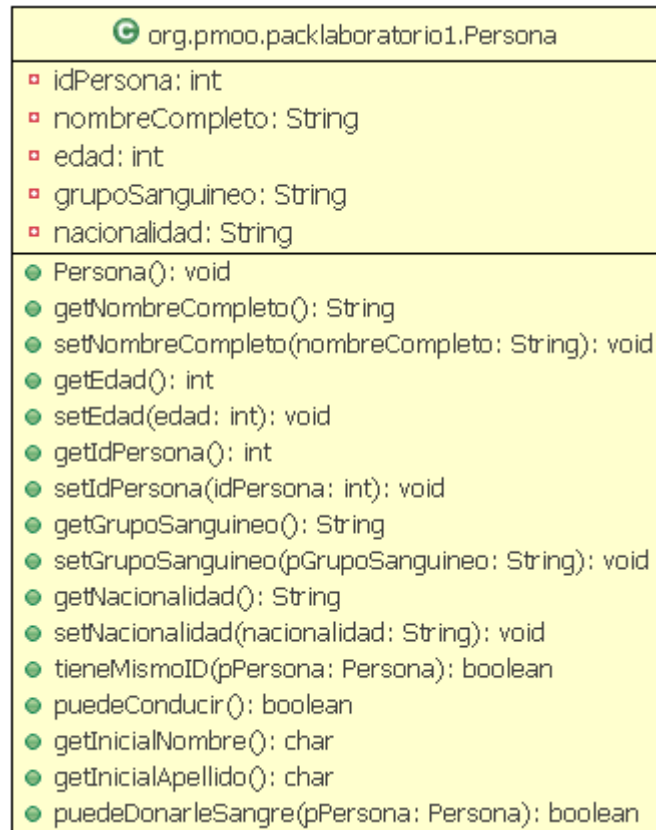 C org.pmoo.packlaboratorio1.Persona
idPersona: int
nombreCompleto: String
edad: int
grupoSanguineo: String
nacionalidad: String
Persona(): void
getNombreCompleto(): String
setNombreCompleto(nombreCompleto: String): void
getEdad(): int
setEdad(edad: int): void
getIdPersona(): int
setIdPersona(idPersona: int): void
getGrupoSanguineo(): String
setGrupoSanguineo(pGrupoSanguineo: String): void
getNacionalidad(): String
setNacionalidad(nacionalidad: String): void
tieneMismoID(pPersona: Persona): boolean
puedeConducir(): boolean
getInicialNombre(): char
getInicialApellido(): char
puedeDonarleSangre(pPersona: Persona): boolean